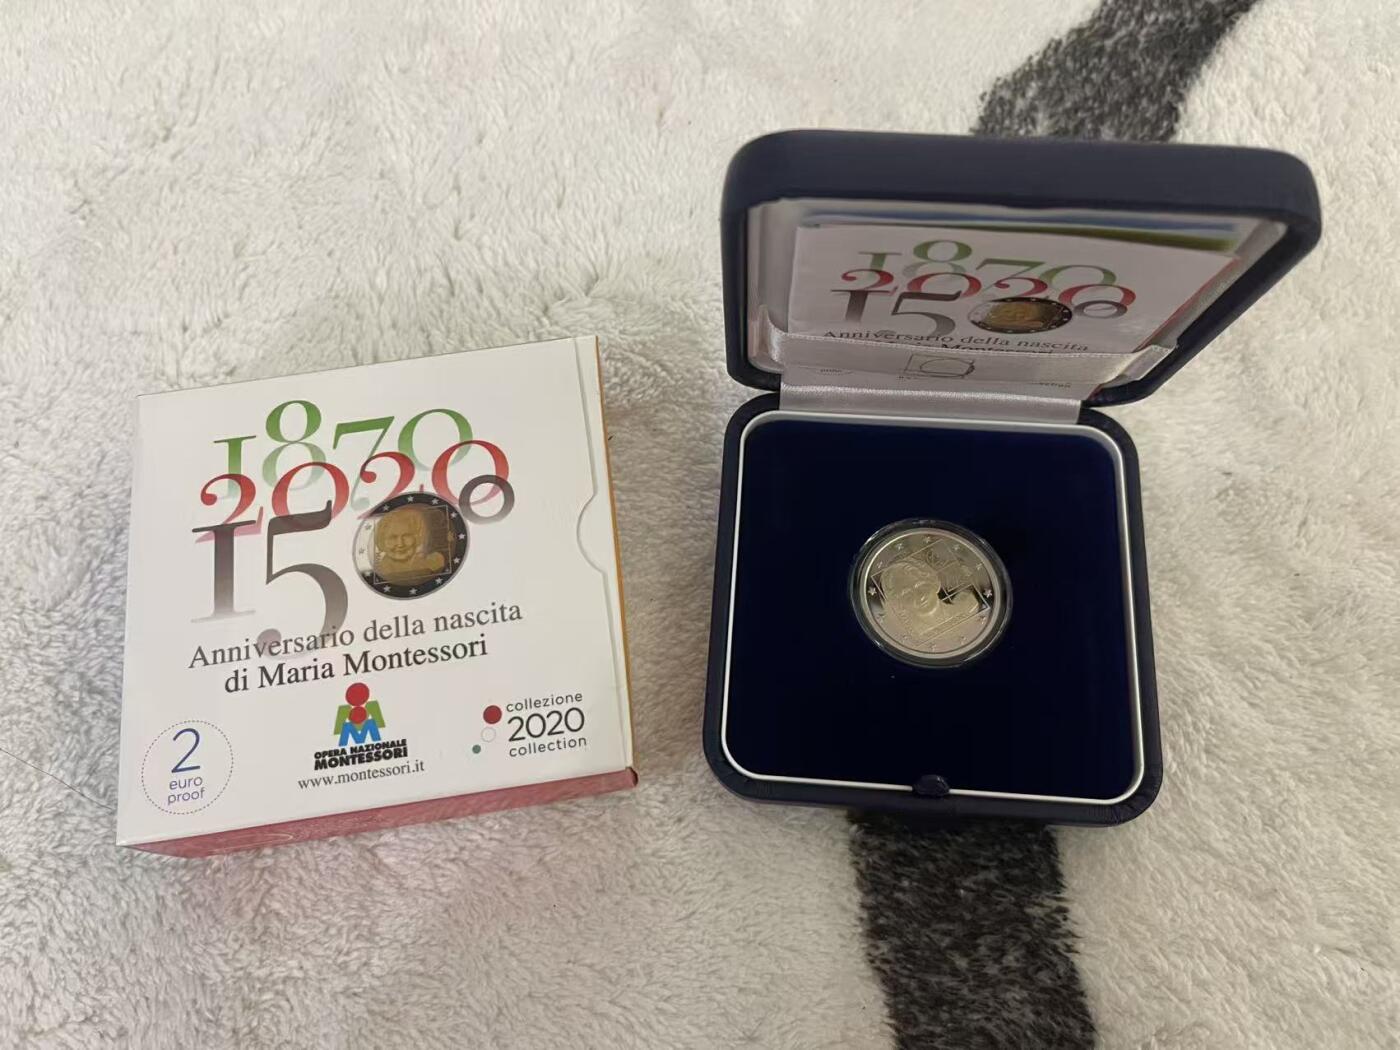 1870
2020
150
Anniversario della nascita
di Maria Montessori
OPERA NAZIONALE
MONTESSORI
www.montessori.it
2
euro
proof
collezione
2020
collection
1870
2020
150
Anniversario della nascita